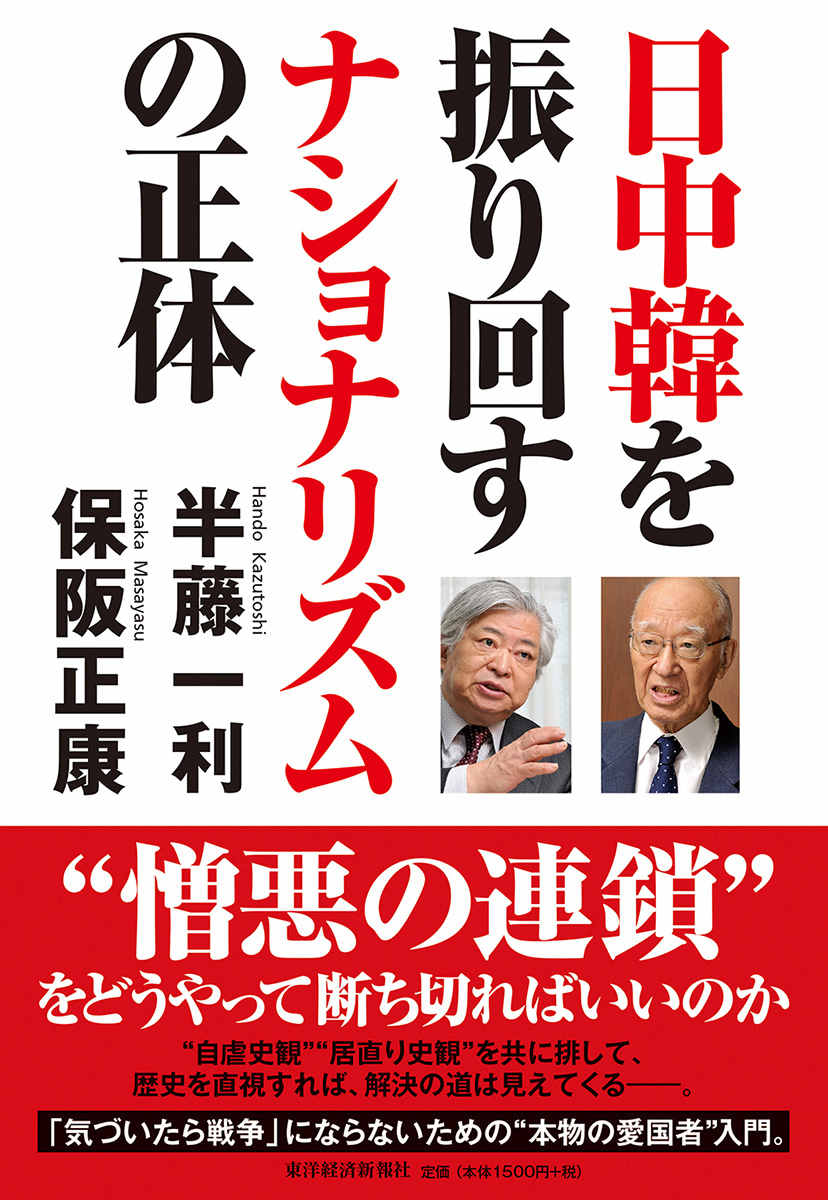 日中韓を
振り回す
ナショナリズム
の正体
半藤一利
Hando Kazutoshi
保阪正康
Hosaka Masayasu
“憎悪の連鎖”
をどうやって断ち切ればいいのか
“自虐史観”“居直り史観”を共に排して、
歴史を直視すれば、解決の道は見えてくる――。
「気づいたら戦争」にならないための“本物の愛国者”入門。
東洋経済新報社 定価（本体1500円+税）